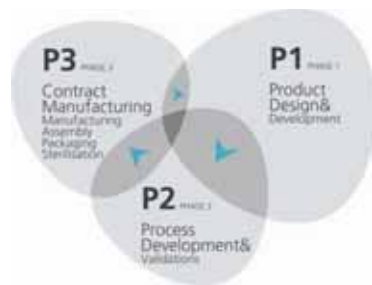 P3 PHASE 3
Contract
Manufacturing
Manufacturing
Assembly
Packaging
Sterilisation
P1 PHASE 1
Product
Design&
Development
P2 PHASE 2
Process
Development&
Validations